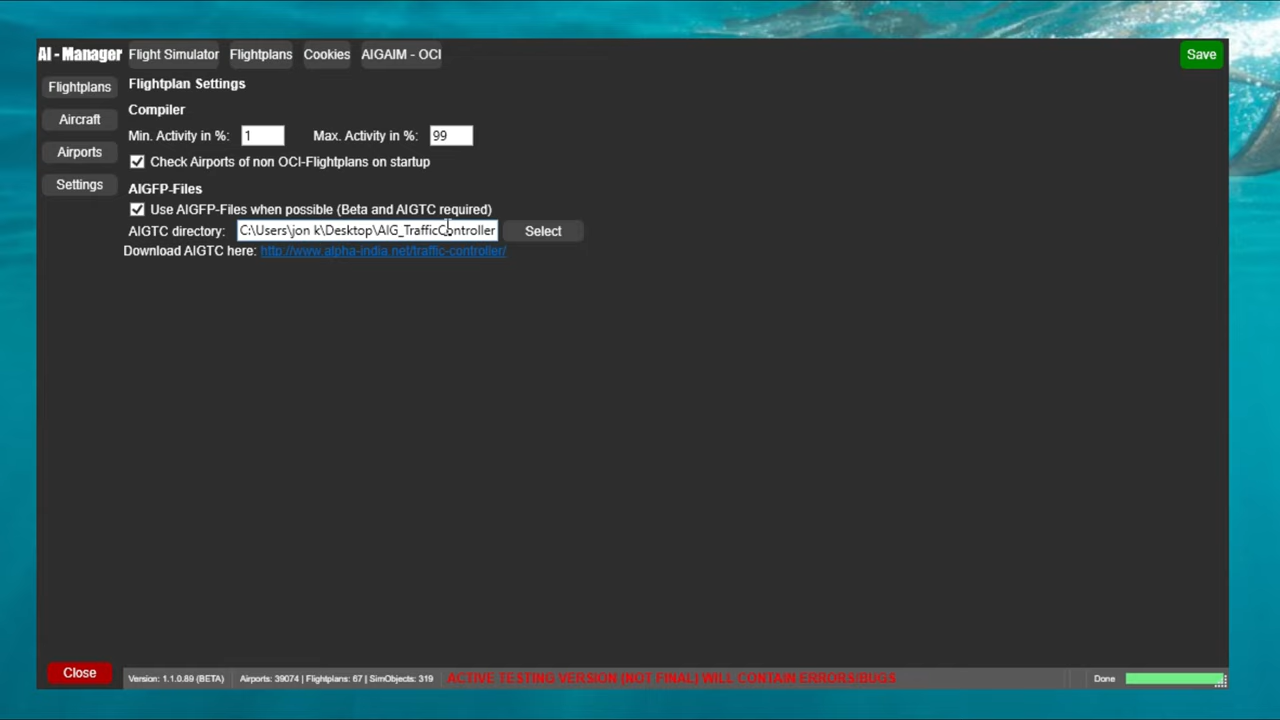 AI - Manager Flight Simulator Flightplans Cookies AIGAIM - OCI Save
Flightplans
Aircraft
Airports
Settings
Flightplan Settings
Compiler
Min. Activity in %: 1 Max. Activity in %: 99
Check Airports of non OCI-Flightplans on startup
AIGFP-Files
Use AIGFP-Files when possible (Beta and AIGTC required)
AIGTC directory: C:\Users\jon k\Desktop\AIG_TrafficController Select
Download AIGTC here: http://www.alpha-india.net/traffic-controller/
Close
Version: 1.1.0.89 (BETA) Airports: 39074 | Flightplans: 67 | SimObjects: 319 ACTIVE TESTING VERSION (NOT FINAL) WILL CONTAIN ERRORS/BUGS Done